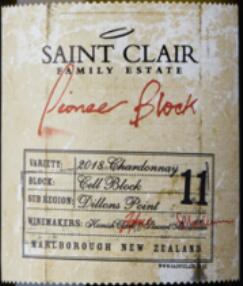 SAINT CLAIR
FAMILY ESTATE
Pioneer Block
VARIETY: 2018 Chardonnay
BLOCK: Cell Block
11
SUB REGION: Dillons Point
WINEMAKERS: Hamish
MARLBOROUGH NEW ZEALAND